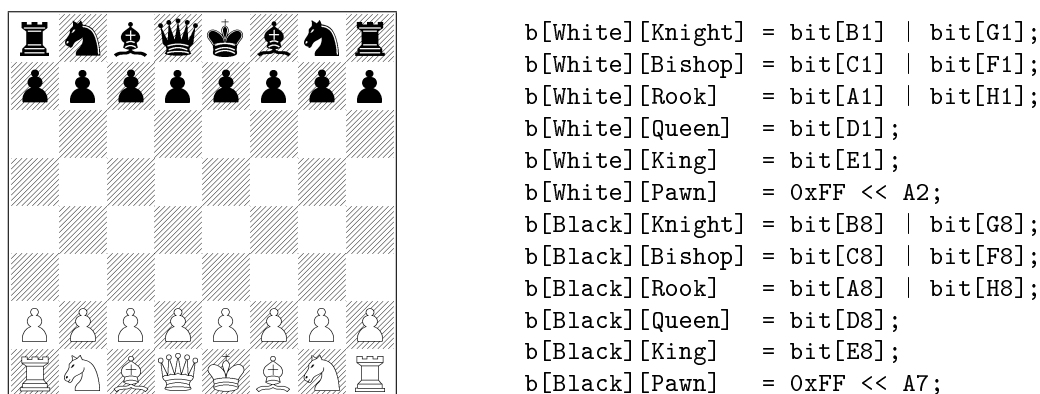 b[White][Knight] = bit[B1] | bit[G1];
b[White][Bishop] = bit[C1] | bit[F1];
b[White][Rook]   = bit[A1] | bit[H1];
b[White][Queen]  = bit[D1];
b[White][King]   = bit[E1];
b[White][Pawn]   = 0xFF << A2;
b[Black][Knight] = bit[B8] | bit[G8];
b[Black][Bishop] = bit[C8] | bit[F8];
b[Black][Rook]   = bit[A8] | bit[H8];
b[Black][Queen]  = bit[D8];
b[Black][King]   = bit[E8];
b[Black][Pawn]   = 0xFF << A7;